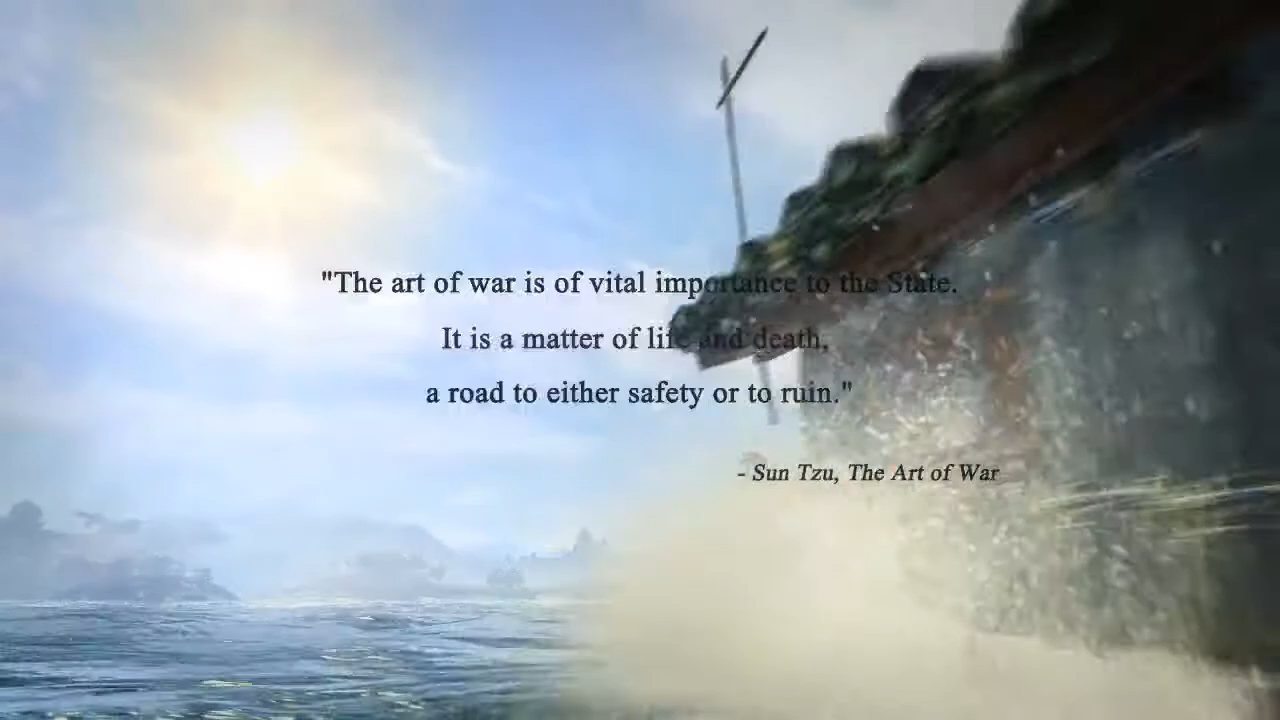 "The art of war is of vital importance to the State.
It is a matter of life and death,
a road to either safety or to ruin."
- Sun Tzu, The Art of War